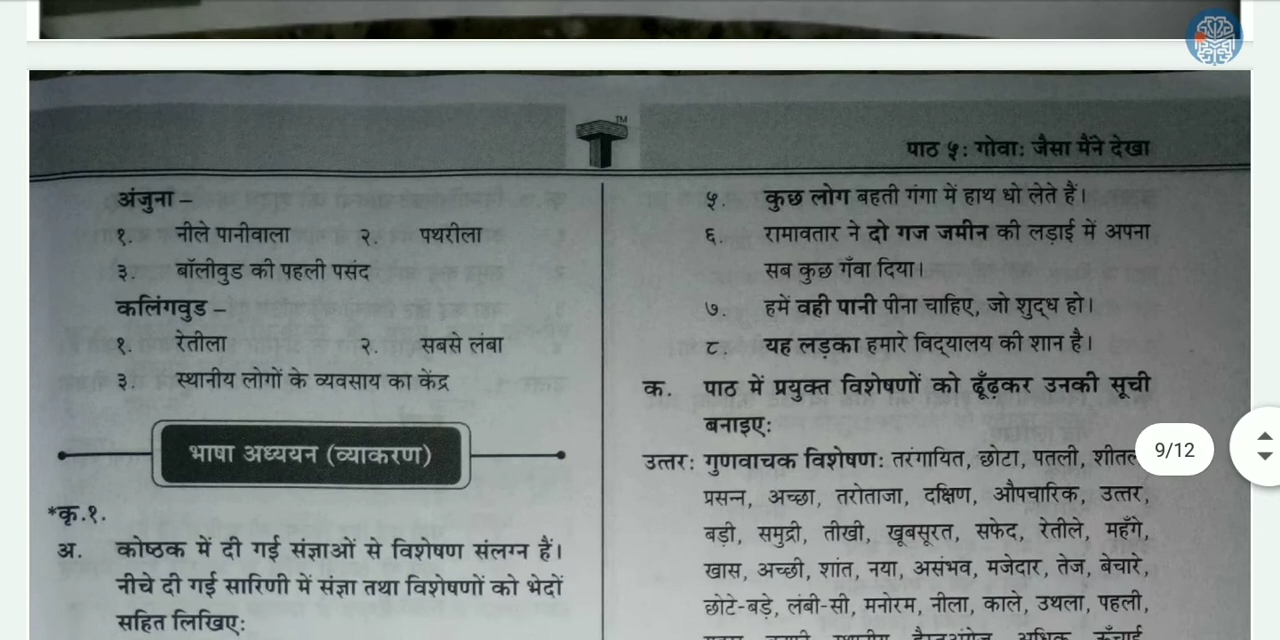 TM
पाठ ५: गोवा: जैसा मैंने देखा
अंजुना –
१. नीले पानीवाला २. पथरीला
३. बॉलीवुड की पहली पसंद
कलिंगवुड –
१. रेतीला २. सबसे लंबा
३. स्थानीय लोगों के व्यवसाय का केंद्र
भाषा अध्ययन (व्याकरण)
*कृ.१.
अ. कोष्ठक में दी गई संज्ञाओं से विशेषण संलग्न हैं।
नीचे दी गई सारिणी में संज्ञा तथा विशेषणों को भेदों
सहित लिखिए:
५. कुछ लोग बहती गंगा में हाथ धो लेते हैं।
६. रामावतार ने दो गज जमीन की लड़ाई में अपना
सब कुछ गँवा दिया।
७. हमें वही पानी पीना चाहिए, जो शुद्ध हो।
८. यह लड़का हमारे विद्यालय की शान है।
क. पाठ में प्रयुक्त विशेषणों को ढूँढ़कर उनकी सूची
बनाइए:
उत्तर: गुणवाचक विशेषण: तरंगायित, छोटा, पतली, शीतल
प्रसन्न, अच्छा, तरोताजा, दक्षिण, औपचारिक, उत्तर,
बड़ी, समुद्री, तीखी, खूबसूरत, सफेद, रेतीले, महँगे,
खास, अच्छी, शांत, नया, असंभव, मजेदार, तेज, बेचारे,
छोटे-बड़े, लंबी-सी, मनोरम, नीला, काले, उथला, पहली,
9/12